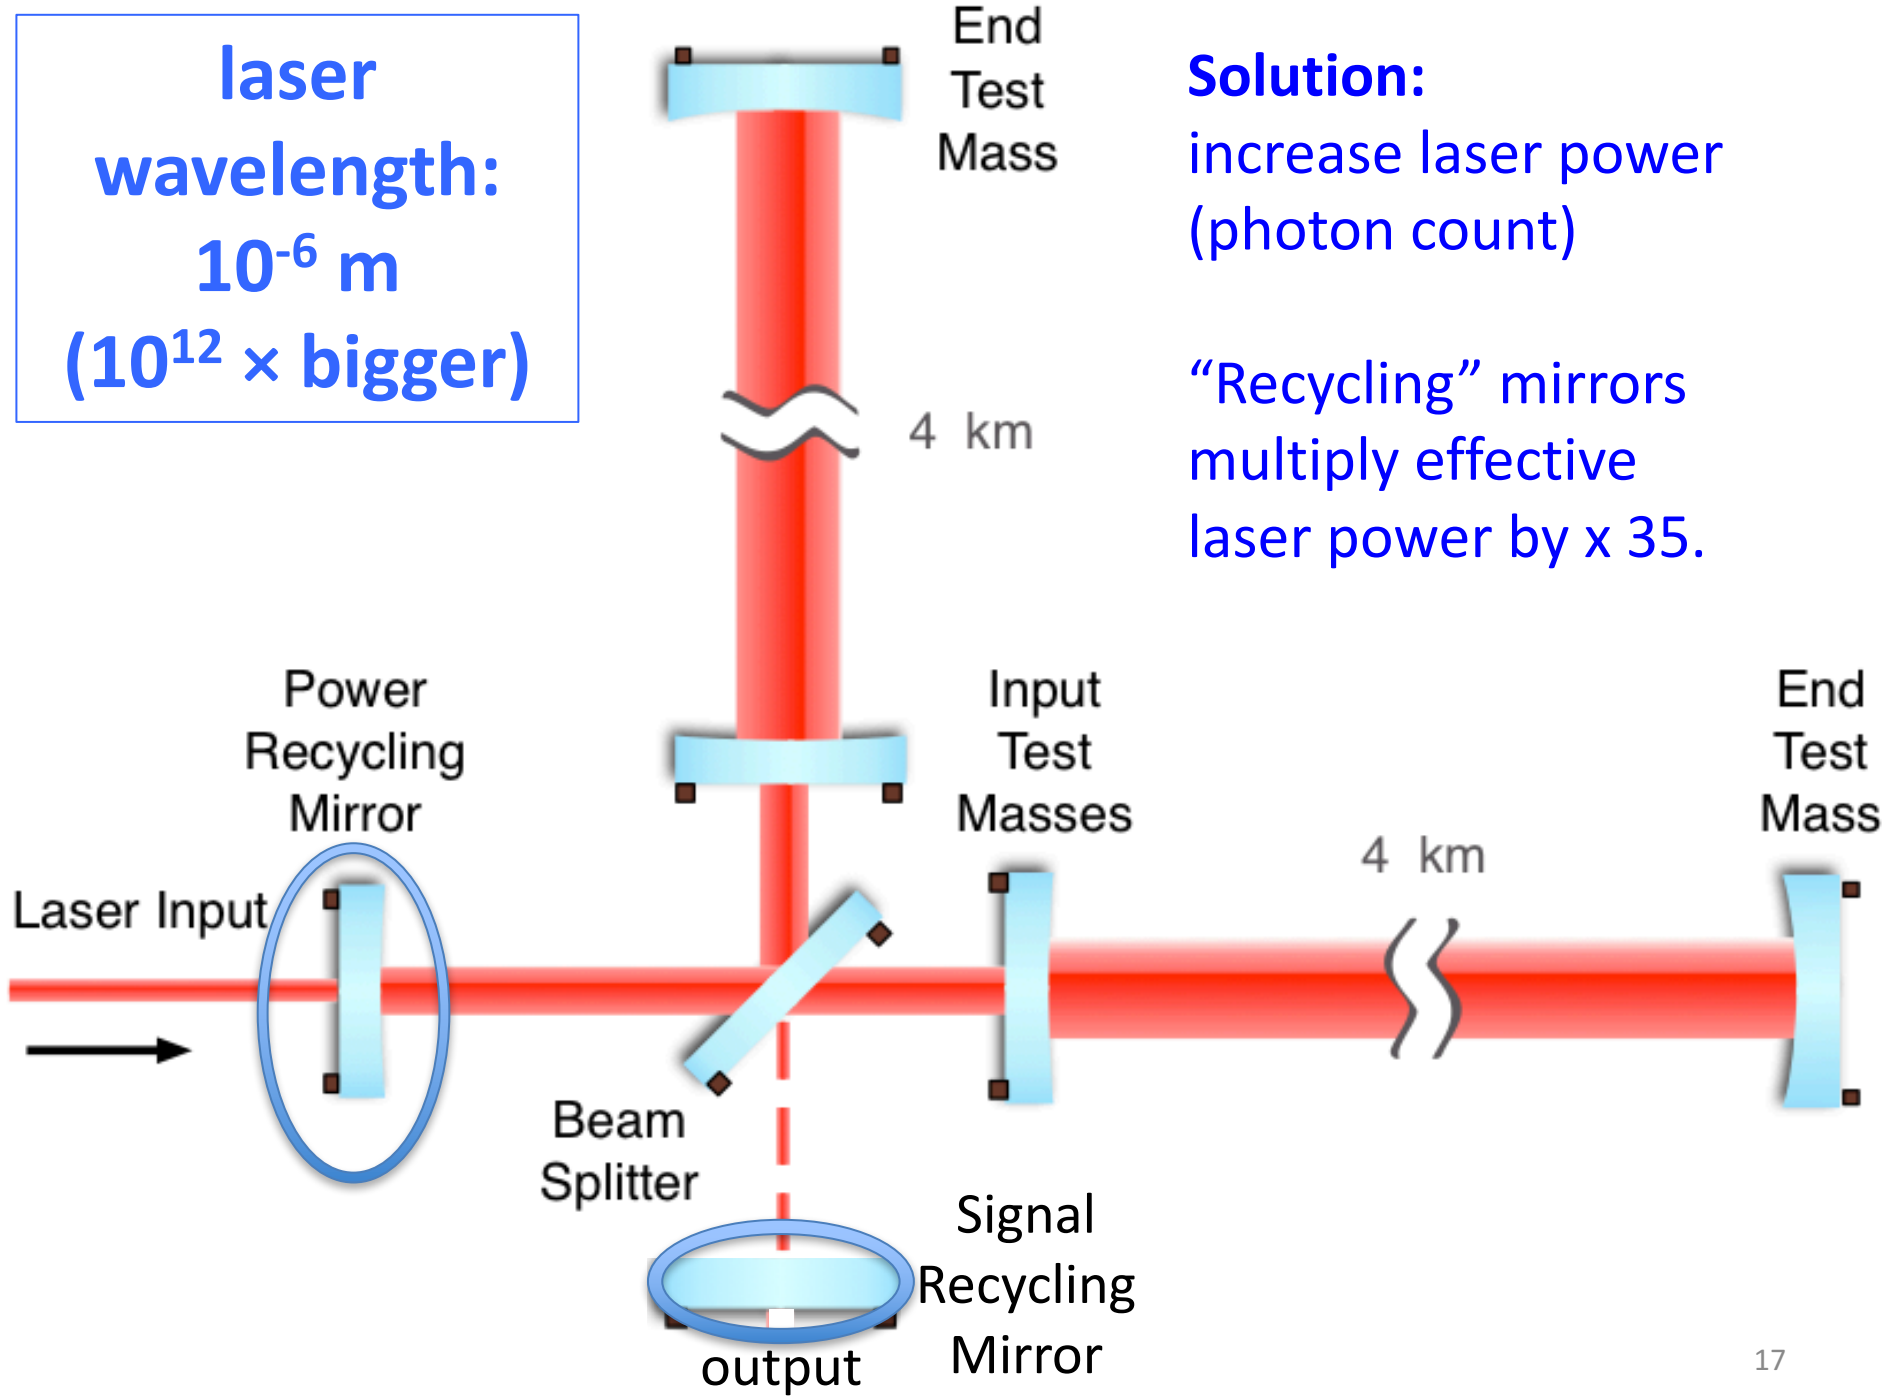 laser
wavelength:
10⁻⁶ m
(10¹² × bigger)
End
Test
Mass
Solution:
increase laser power
(photon count)
“Recycling” mirrors
multiply effective
laser power by x 35.
4 km
Power
Recycling
Mirror
Input
Test
Masses
End
Test
Mass
4 km
Laser Input
Beam
Splitter
Signal
Recycling
Mirror
output
17